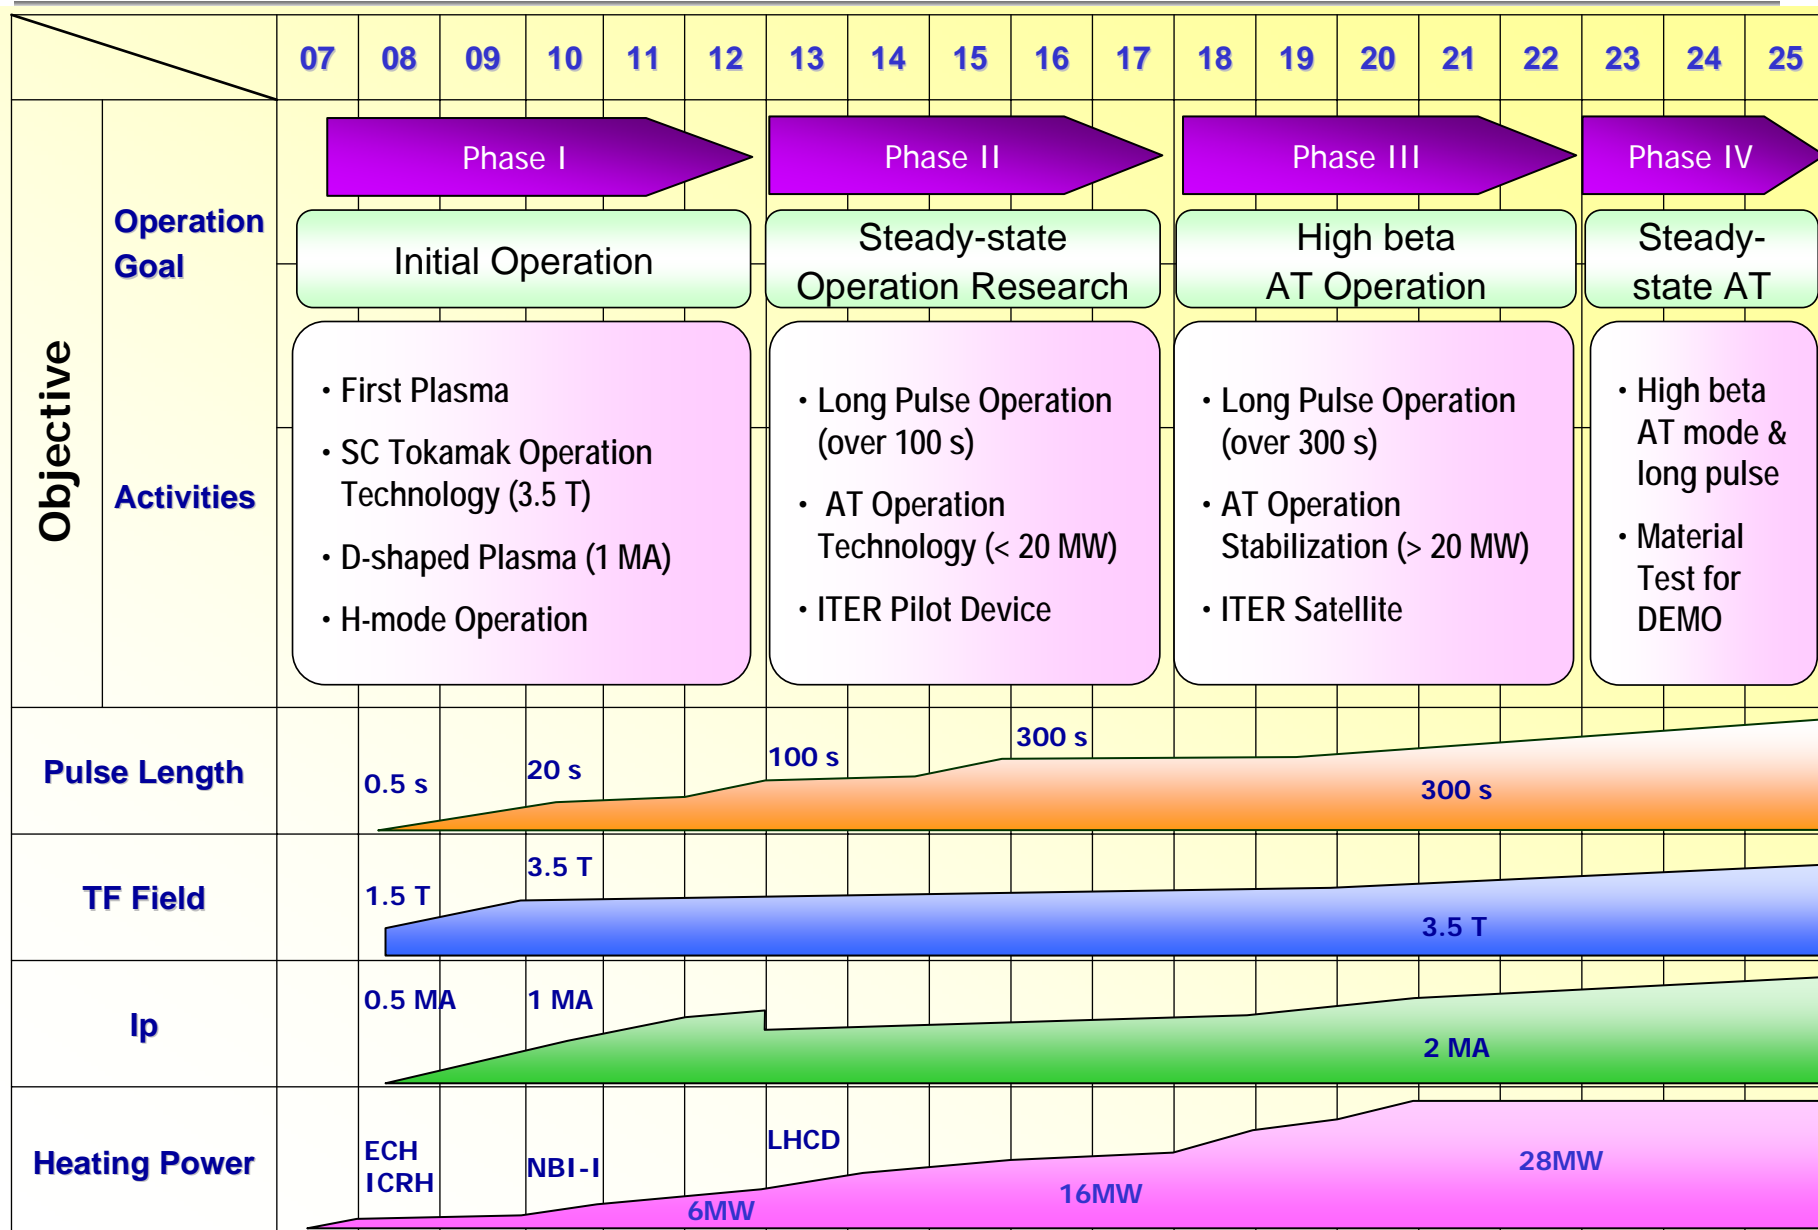 07 08 09 10 11 12 13 14 15 16 17 18 19 20 21 22 23 24 25
Objective
Operation
Goal
Phase I
Phase II
Phase III
Phase IV
Initial Operation
Steady-state
Operation Research
High beta
AT Operation
Steady-
state AT
Activities
・First Plasma
・SC Tokamak Operation
Technology (3.5 T)
・D-shaped Plasma (1 MA)
・H-mode Operation
・Long Pulse Operation
(over 100 s)
・ AT Operation
Technology (< 20 MW)
・ITER Pilot Device
・Long Pulse Operation
(over 300 s)
・AT Operation
Stabilization (> 20 MW)
・ITER Satellite
・High beta
AT mode &
long pulse
・Material
Test for
DEMO
Pulse Length
0.5 s
20 s
100 s
300 s
300 s
TF Field
1.5 T
3.5 T
3.5 T
Ip
0.5 MA
1 MA
2 MA
Heating Power
ECH
ICRH
NBI-I
LHCD
6MW
16MW
28MW